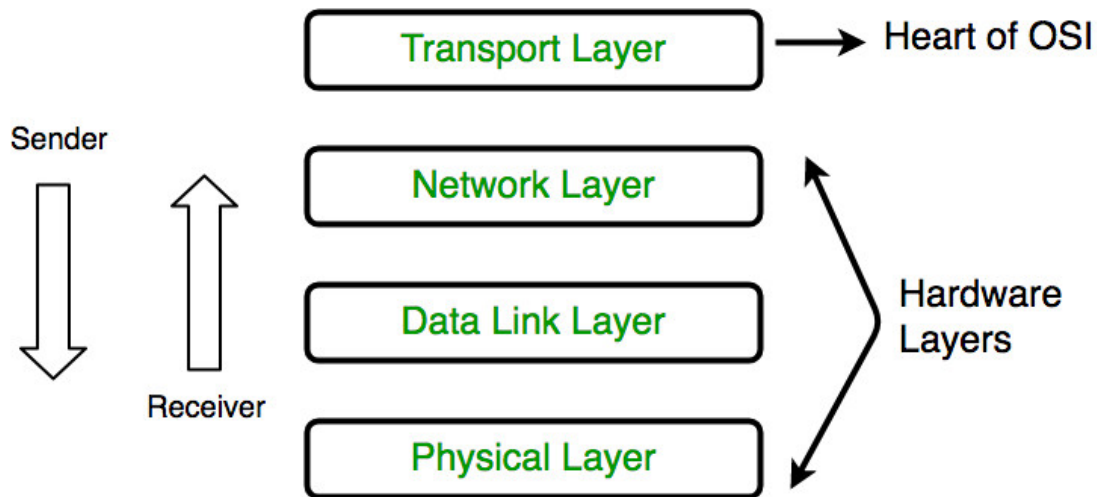 Transport Layer
Heart of OSI
Sender
Network Layer
Data Link Layer
Hardware
Layers
Receiver
Physical Layer